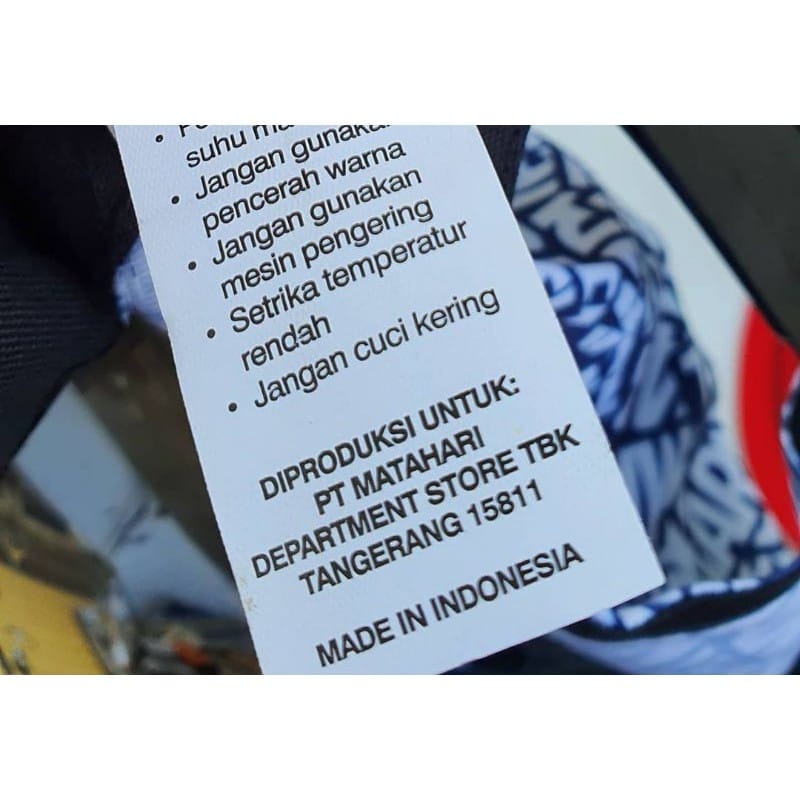 suhu
• Jangan gunakan
pencerah warna
• Jangan gunakan
mesin pengering
• Setrika temperatur
rendah
• Jangan cuci kering
DIPRODUKSI UNTUK:
PT MATAHARI
DEPARTMENT STORE TBK
TANGERANG 15811
MADE IN INDONESIA